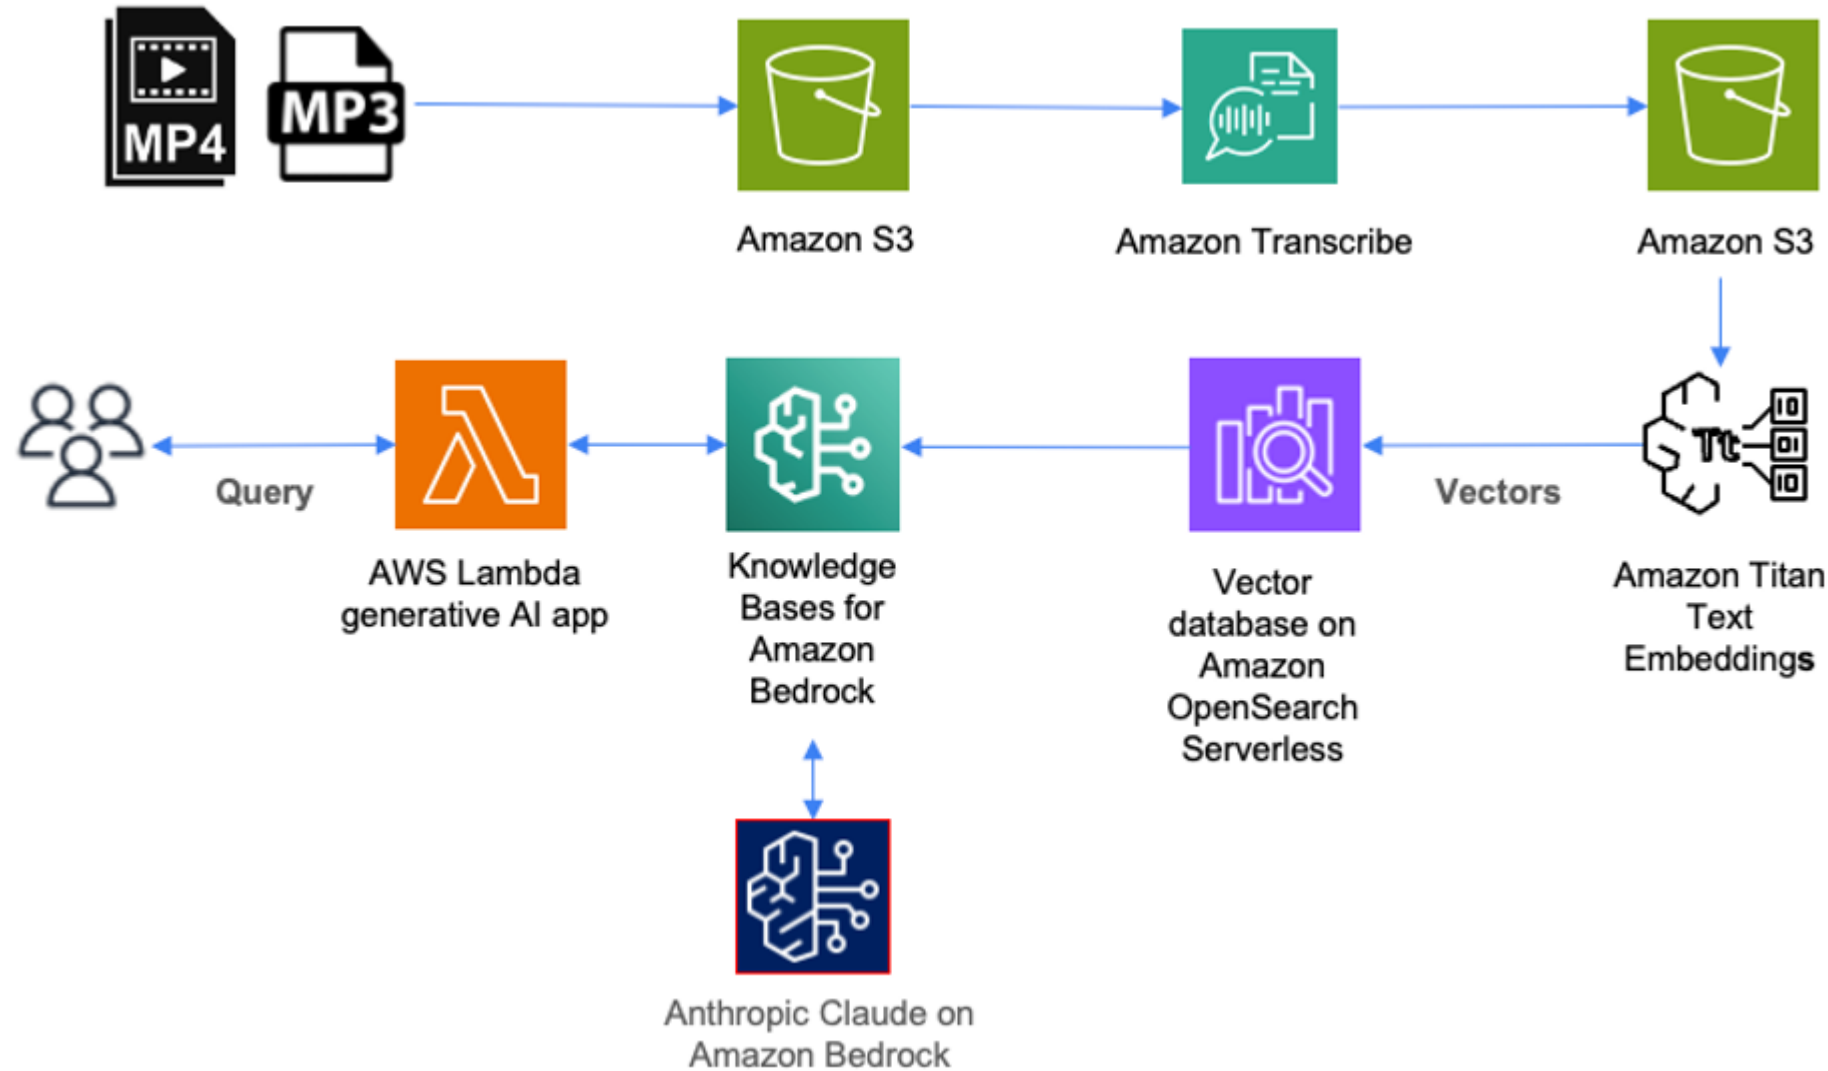 MP4
MP3
Amazon S3
Amazon Transcribe
Amazon S3
Query
Vectors
Tt
AWS Lambda
generative AI app
Knowledge
Bases for
Amazon
Bedrock
Vector
database on
Amazon
OpenSearch
Serverless
Amazon Titan
Text
Embeddings
Anthropic Claude on
Amazon Bedrock